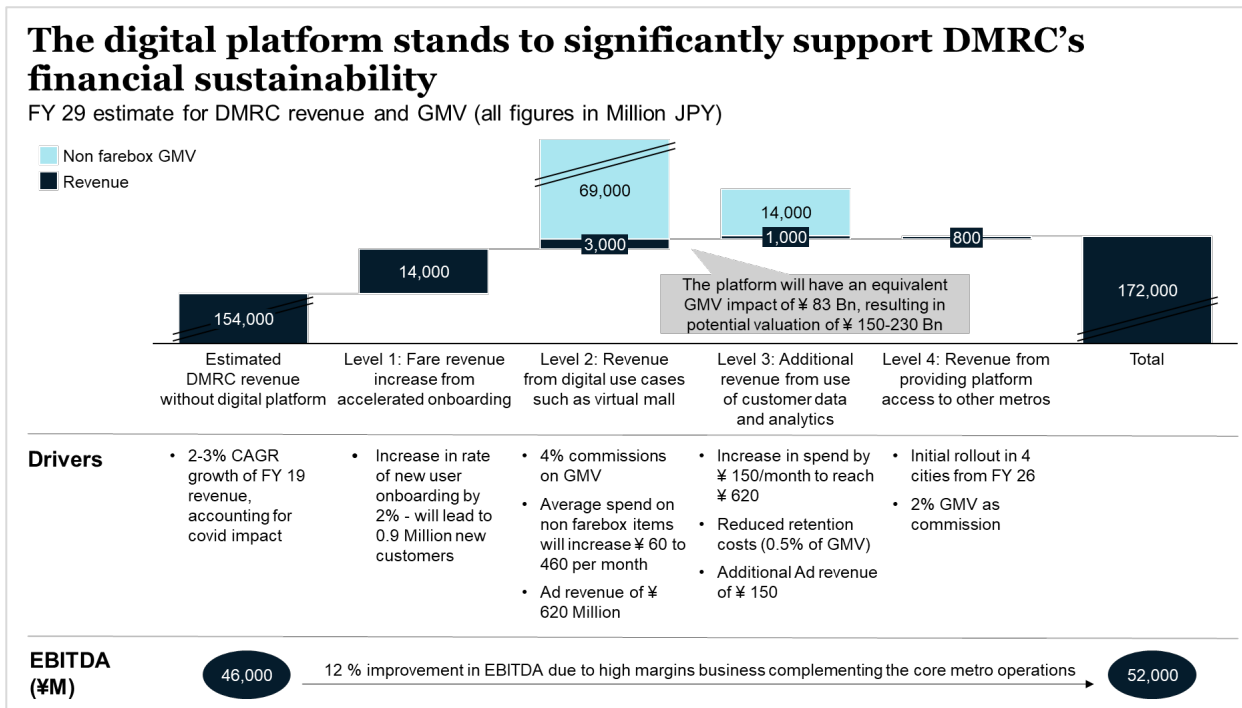 The digital platform stands to significantly support DMRC's
financial sustainability
FY 29 estimate for DMRC revenue and GMV (all figures in Million JPY)
Non farebox GMV
Revenue
154,000
14,000
69,000
3,000
14,000
1,000
800
172,000
The platform will have an equivalent
GMV impact of ¥ 83 Bn, resulting in
potential valuation of ¥ 150-230 Bn
Estimated
DMRC revenue
without digital platform
Level 1: Fare revenue
increase from
accelerated onboarding
Level 2: Revenue
from digital use cases
such as virtual mall
Level 3: Additional
revenue from use
of customer data
and analytics
Level 4: Revenue from
providing platform
access to other metros
Total
Drivers
• 2-3% CAGR
growth of FY 19
revenue,
accounting for
covid impact
• Increase in rate
of new user
onboarding by
2% - will lead to
0.9 Million new
customers
• 4% commissions
on GMV
• Average spend on
non farebox items
will increase ¥ 60 to
460 per month
• Ad revenue of ¥
620 Million
• Increase in spend by
¥ 150/month to reach
¥ 620
• Reduced retention
costs (0.5% of GMV)
• Additional Ad revenue
of ¥ 150
• Initial rollout in 4
cities from FY 26
• 2% GMV as
commission
EBITDA
(¥M)
46,000
12 % improvement in EBITDA due to high margins business complementing the core metro operations
52,000